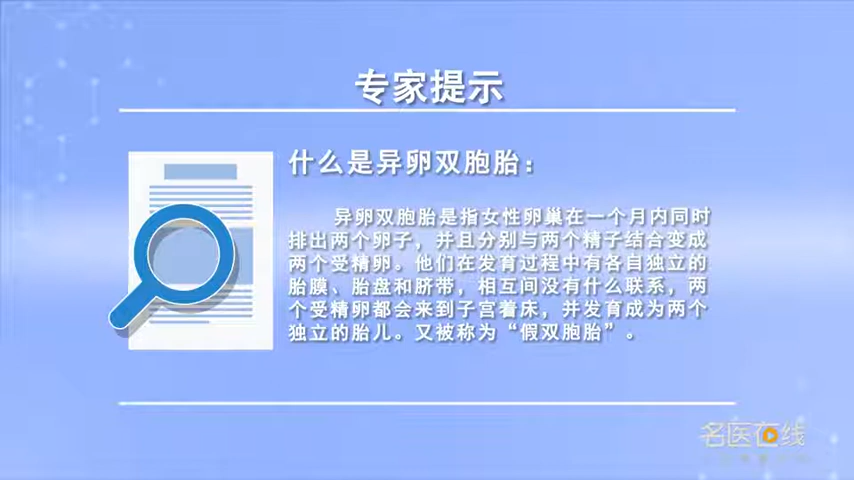 专家提示
什么是异卵双胞胎：
异卵双胞胎是指女性卵巢在一个月内同时
排出两个卵子，并且分别与两个精子结合变成
两个受精卵。他们在发育过程中有各自独立的
胎膜、胎盘和脐带，相互间没有什么联系，两
个受精卵都会来到子宫着床，并发育成为两个
独立的胎儿。又被称为“假双胞胎”。
名医在线